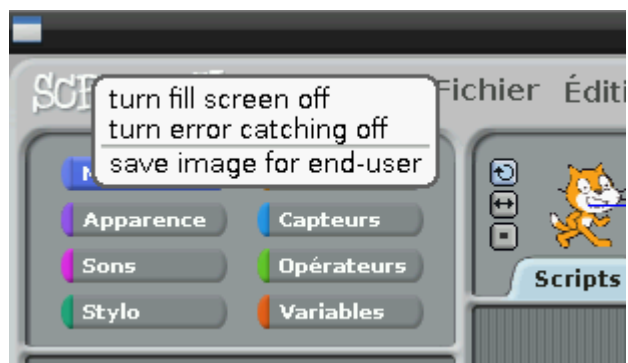 Fichier Éditi
turn fill screen off
turn error catching off
save image for end-user
Apparence Capteurs
Sons Opérateurs
Stylo Variables
Scripts